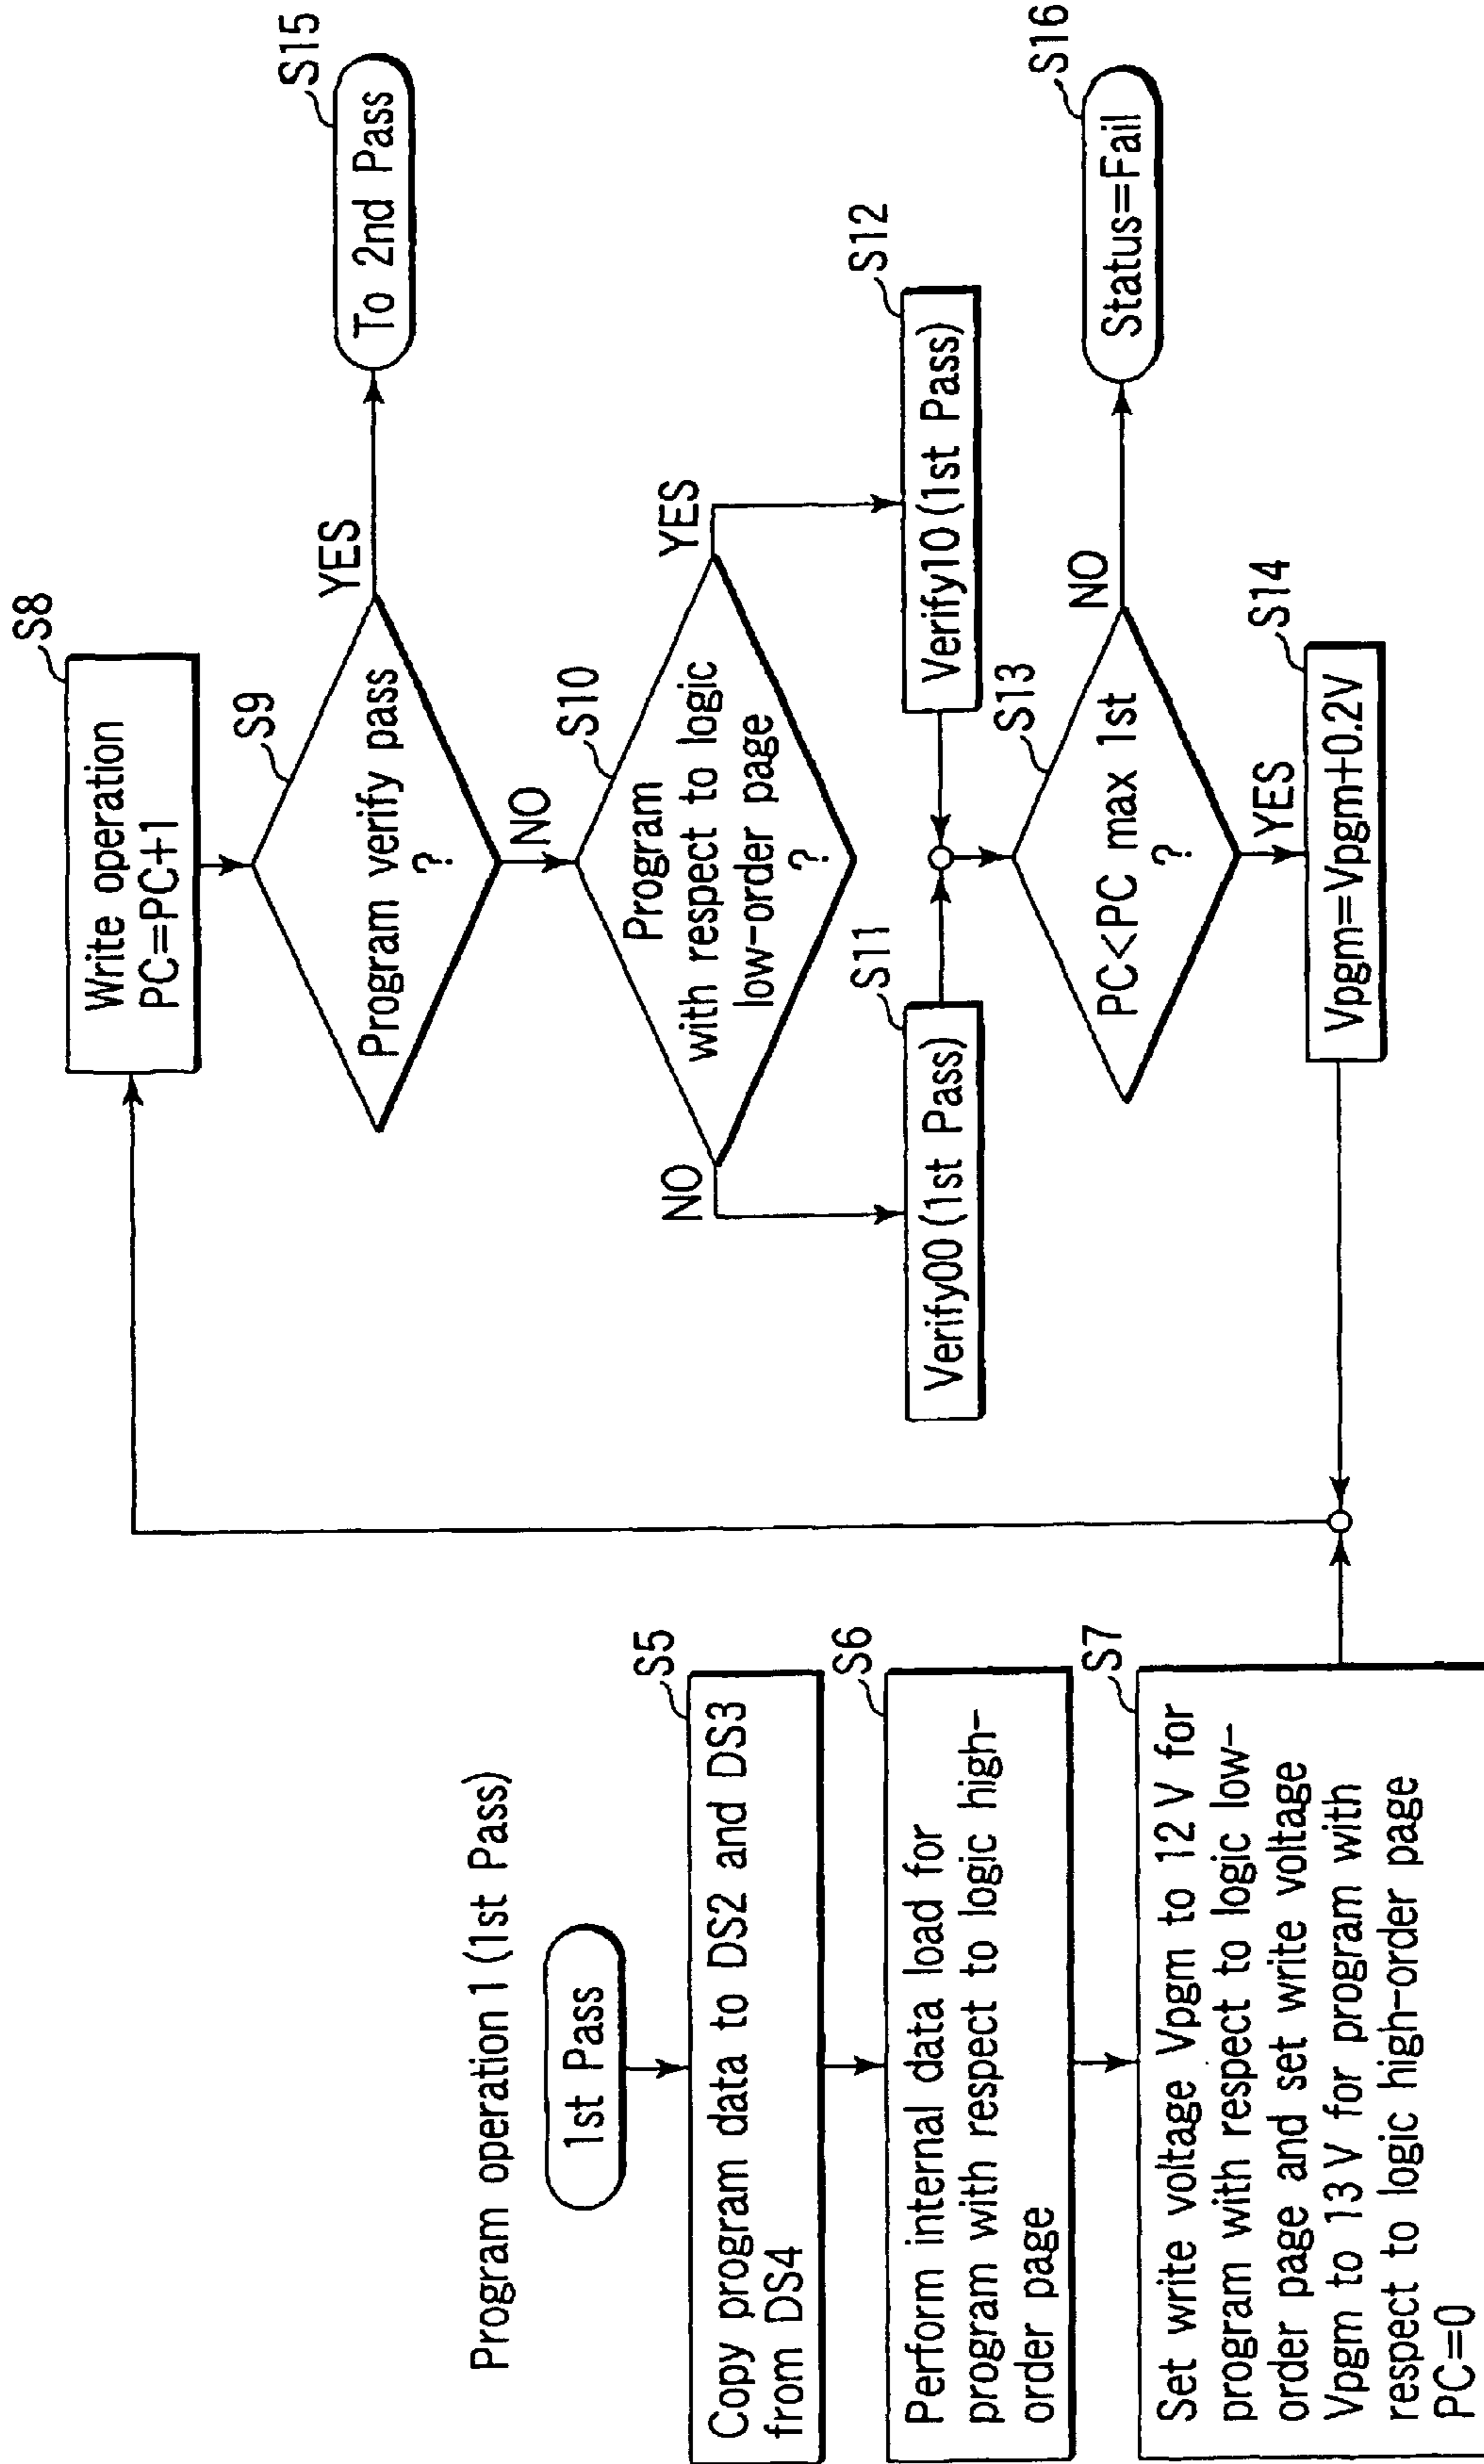 Program operation 1 (1st Pass)
1st Pass
S5
Copy program data to DS2 and DS3
from DS4
S6
Perform internal data load for
program with respect to logic high-
order page
S7
Set write voltage Vpgm to 12 V for
program with respect to logic low-
order page and set write voltage
Vpgm to 13 V for program with
respect to logic high-order page
PC=0
S8
Write operation
PC=PC+1
S9
Program verify pass
?
YES
S15
To 2nd Pass
NO
S10
Program
with respect to logic
low-order page
?
NO
YES
S11
Verify00 (1st Pass)
S12
Verify10 (1st Pass)
S13
PC<PC max 1st
?
NO
S16
Status=Fail
YES
S14
Vpgm=Vpgm+0.2V